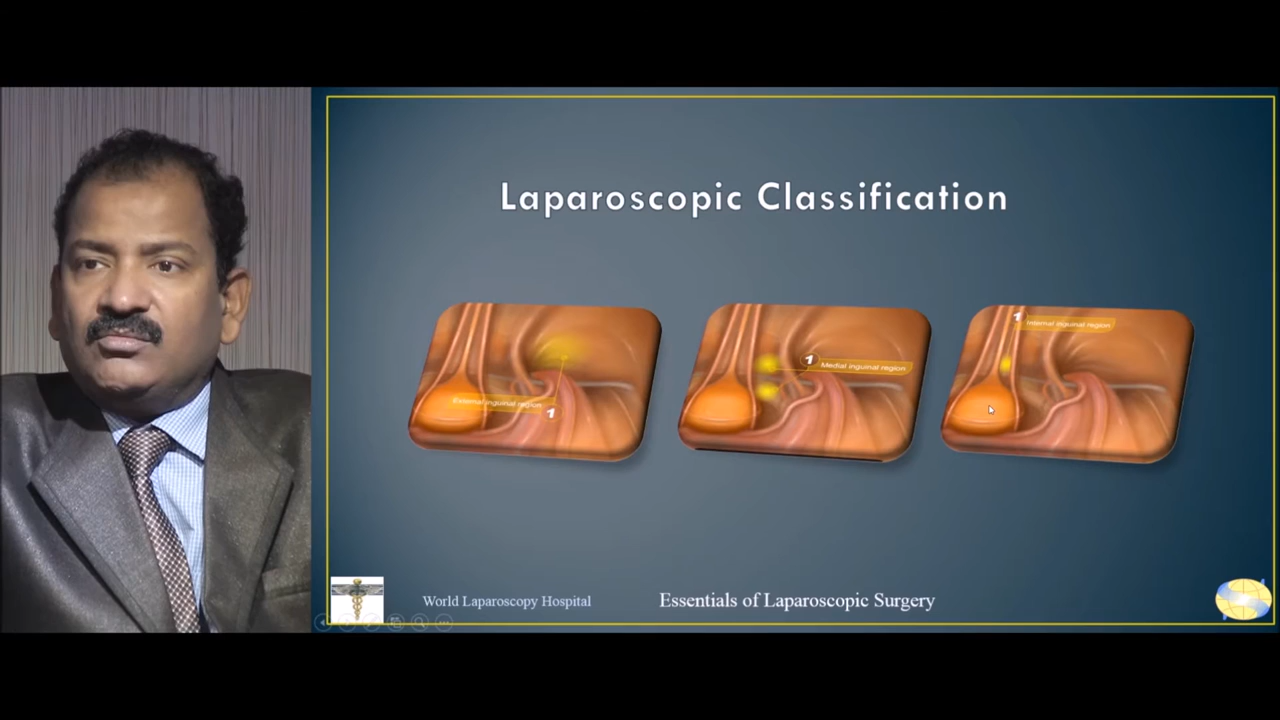 Laparoscopic Classification
External inguinal region
1
1
Medial inguinal region
1
Internal inguinal region
World Laparoscopy Hospital
Essentials of Laparoscopic Surgery